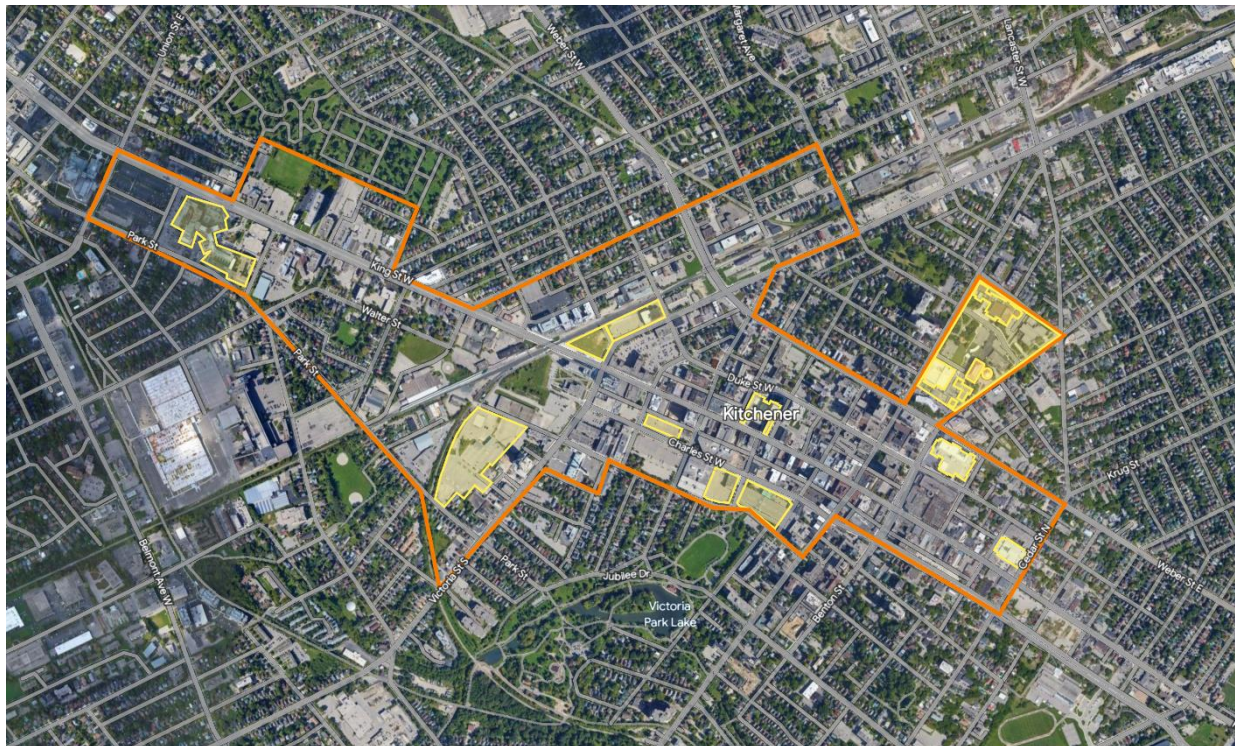 Union St E
Weber St W
Margaret Ave
Lancaster St W
Park St
King St W
Walter St
Park St
Duke St W
Kitchener
Charles St W
Krug St
Cedar St N
Weber St E
Belmont Ave W
Victoria St S
Park St
Jubilee Dr
Benton St
Victoria
Park Lake